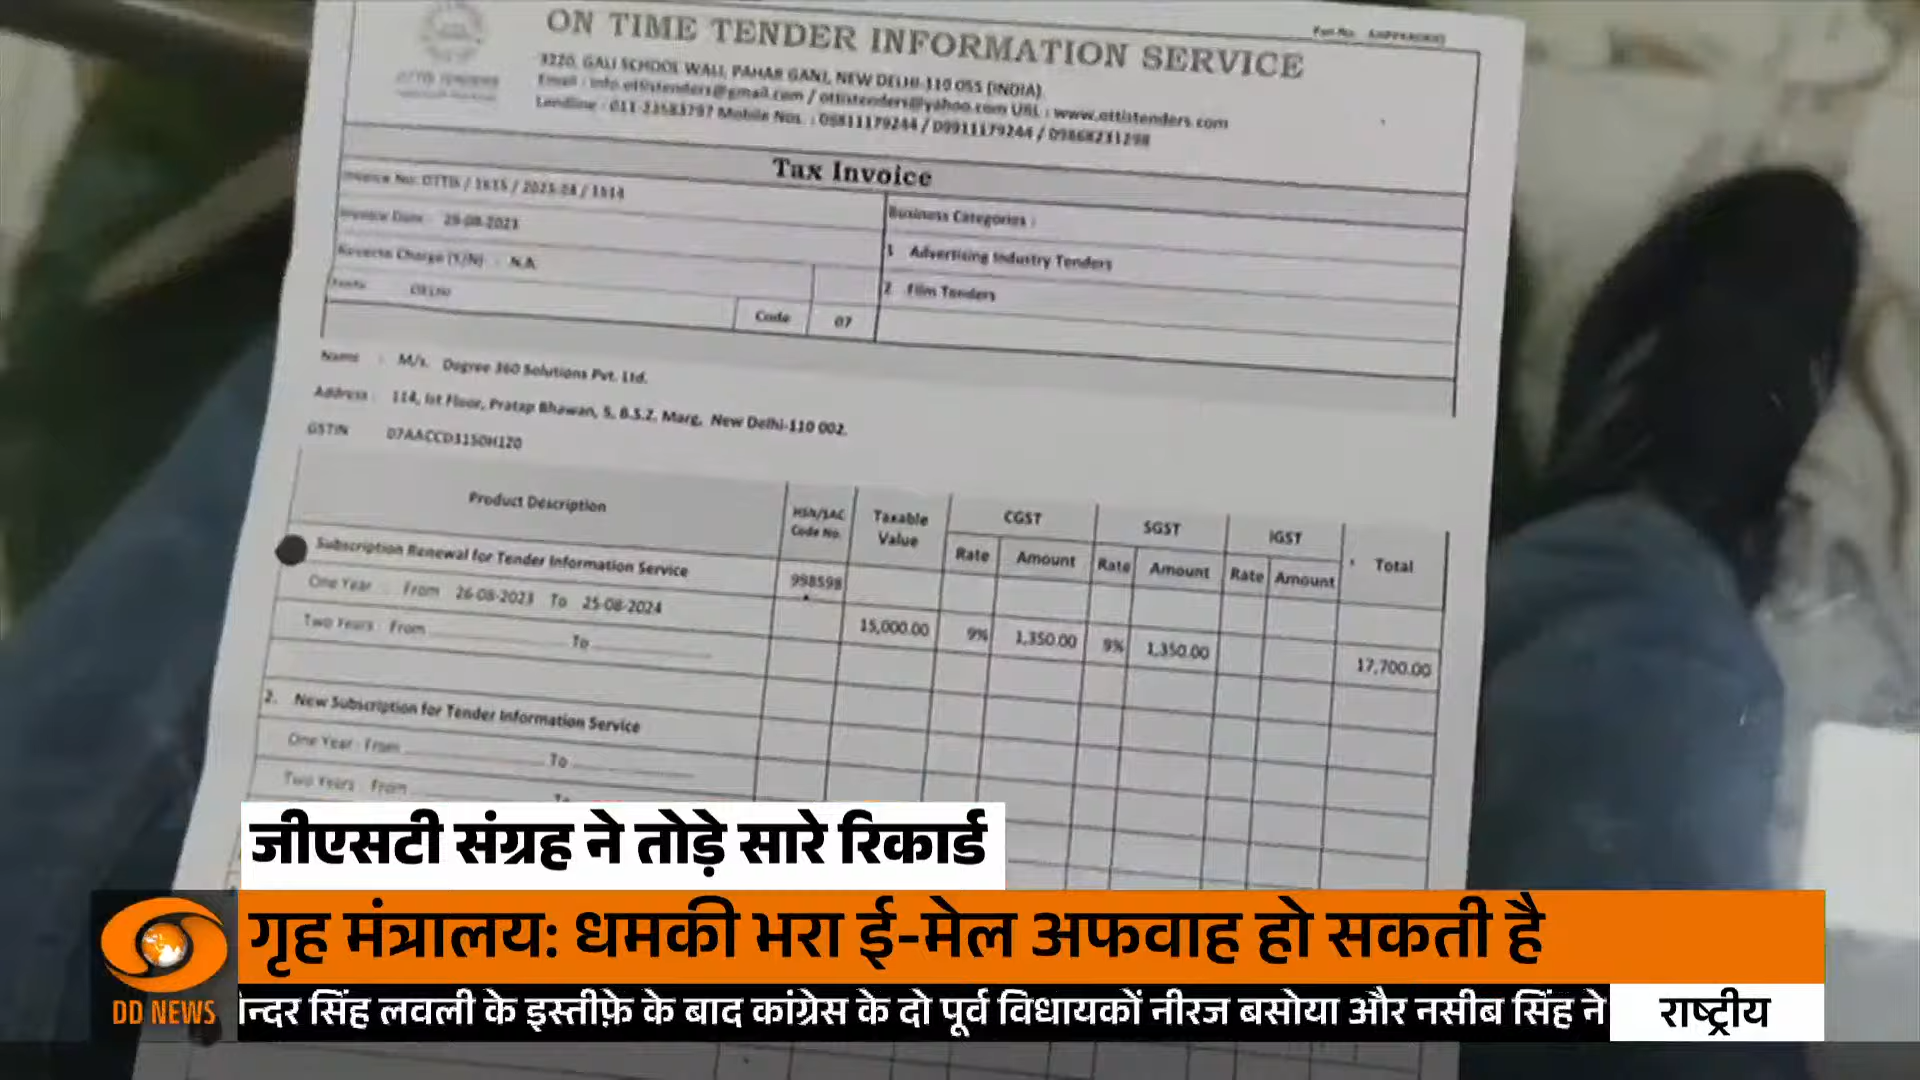 ON TIME TENDER INFORMATION SERVICE
3220, GALI SCHOOL WALI, PAHAR GANJ, NEW DELHI-110 055 (INDIA)
Email : info.ottistenders@gmail.com / ottistenders@yahoo.com URL : www.ottistenders.com
Landline : 011-23583797 Mobile Nos. : 09811179244 / 09911179244 / 09868231298
OTTIS TENDERS
Tax Invoice
Invoice No: OTTIS / 1615 / 2023-24 / 1614
Invoice Date 26-08-2023
Reverse Charge (Y/N) - N.A.
State DELHI
Code 07
Business Categories :
1 Advertising Industry Tenders
2 Film Tenders
Name : M/s. Degree 360 Solutions Pvt. Ltd.
Address : 114, Ist Floor, Pratap Bhawan, 5, B.S.Z. Marg, New Delhi-110 002.
GSTIN 07AACCD3150H1Z0
Product Description HSN/SAC Code No. Taxable Value CGST SGST IGST Total
Rate Amount Rate Amount Rate Amount
Subscription Renewal for Tender Information Service 998598
One Year : From 26-08-2023 To 25-08-2024 15,000.00 9% 1,350.00 9% 1,350.00 17,700.00
Two Years : From To
2. New Subscription for Tender Information Service
One Year : From To
Two Years From To
जीएसटी संग्रह ने तोड़े सारे रिकार्ड
गृह मंत्रालय: धमकी भरा ई-मेल अफवाह हो सकती है
DD NEWS
न्दर सिंह लवली के इस्तीफ़े के बाद कांग्रेस के दो पूर्व विधायकों नीरज बसोया और नसीब सिंह ने
राष्ट्रीय